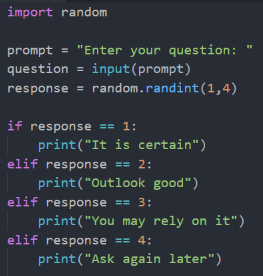 import random

prompt = "Enter your question: "
question = input(prompt)
response = random.randint(1,4)

if response == 1:
    print("It is certain")
elif response == 2:
    print("Outlook good")
elif response == 3:
    print("You may rely on it")
elif response == 4:
    print("Ask again later")